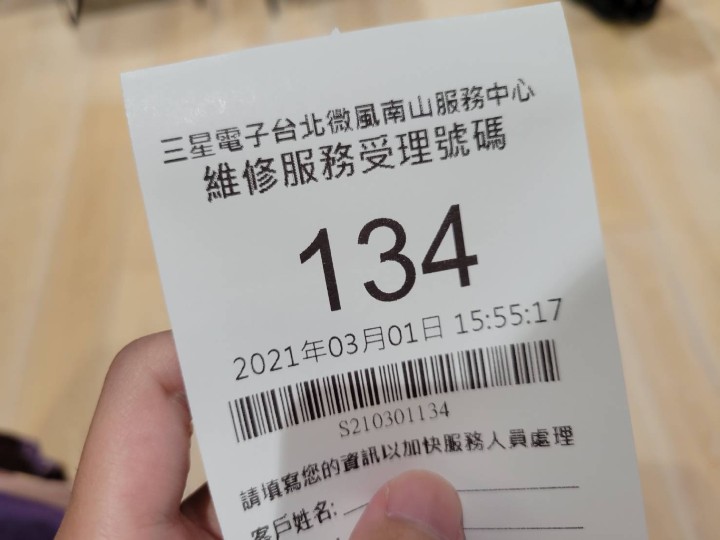 三星電子台北微風南山服務中心
維修服務受理號碼
134
2021年03月01日 15:55:17
S210301134
請填寫您的資訊以加快服務人員處理
客戶姓名: